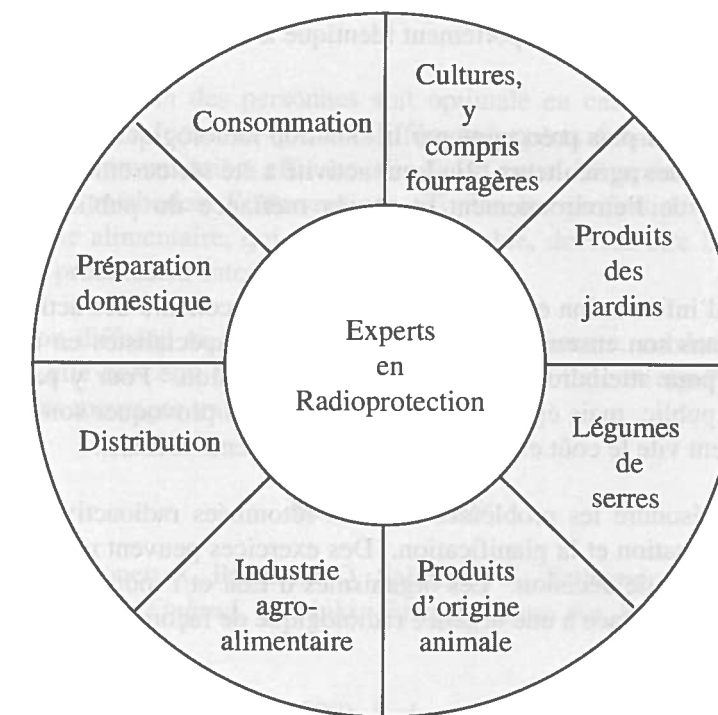 Cultures,
y
compris
fourragères
Produits
des
jardins
Légumes
de
serres
Produits
d'origine
animale
Industrie
agro-
alimentaire
Distribution
Préparation
domestique
Consommation
Experts
en
Radioprotection